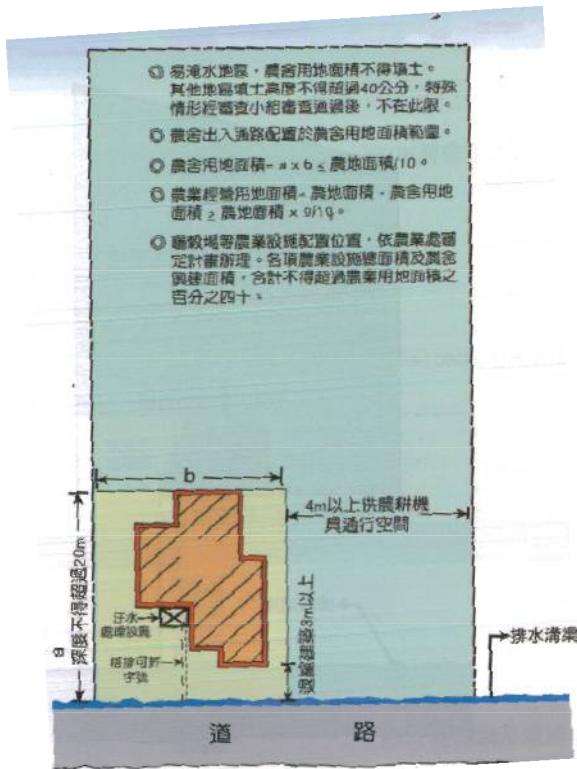 ◎ 易淹水地區，農舍用地面積不得填土。
其他地區填土高度不得超過40公分，特殊
情形經審查小組審查通過後，不在此限。
◎ 農舍出入通路配置於農舍用地面積範圍。
◎ 農舍用地面積= a x b ≤ 農地面積/10。
◎ 農業經營用地面積= 農地面積 - 農舍用地
面積 ≥ 農地面積 x 9/10。
◎ 曬穀場等農業設施配置位置，依農業處審
定計畫辦理。各項農業設施總面積及農舍
興建面積，合計不得超過農業用地面積之
百分之四十。
b
4m以上供農耕機
具通行空間
a
深度不得超過20m
汙水
處理設施
搭排可許
字號
退縮建築3m以上
排水溝渠
道 路